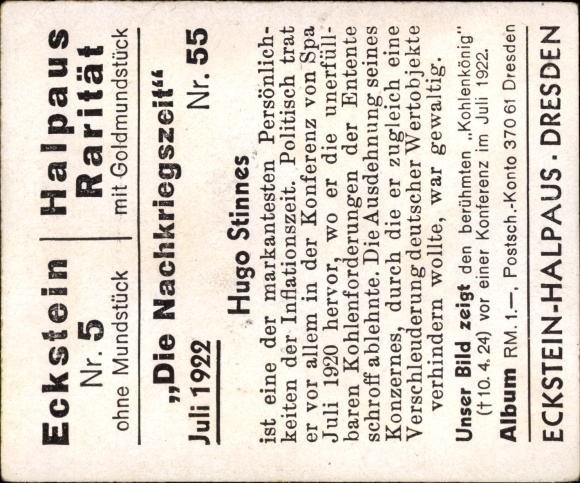 Eckstein
Nr. 5
ohne Mundstück
Halpaus
Rarität
mit Goldmundstück
„Die Nachkriegszeit“
Juli 1922
Nr. 55
Hugo Stinnes
ist eine der markantesten Persönlich-
keiten der Inflationszeit. Politisch trat
er vor allem in der Konferenz von Spa
Juli 1920 hervor, wo er die unerfüll-
baren Kohlenforderungen der Entente
schroff ablehnte. Die Ausdehnung seines
Konzernes, durch die er zugleich eine
Verschleuderung deutscher Wertobjekte
verhindern wollte, war gewaltig.
Unser Bild zeigt den berühmten „Kohlenkönig“
(† 10. 4. 24) vor einer Konferenz im Juli 1922.
Album RM. 1.—, Postsch.-Konto 370 61 Dresden
ECKSTEIN-HALPAUS · DRESDEN